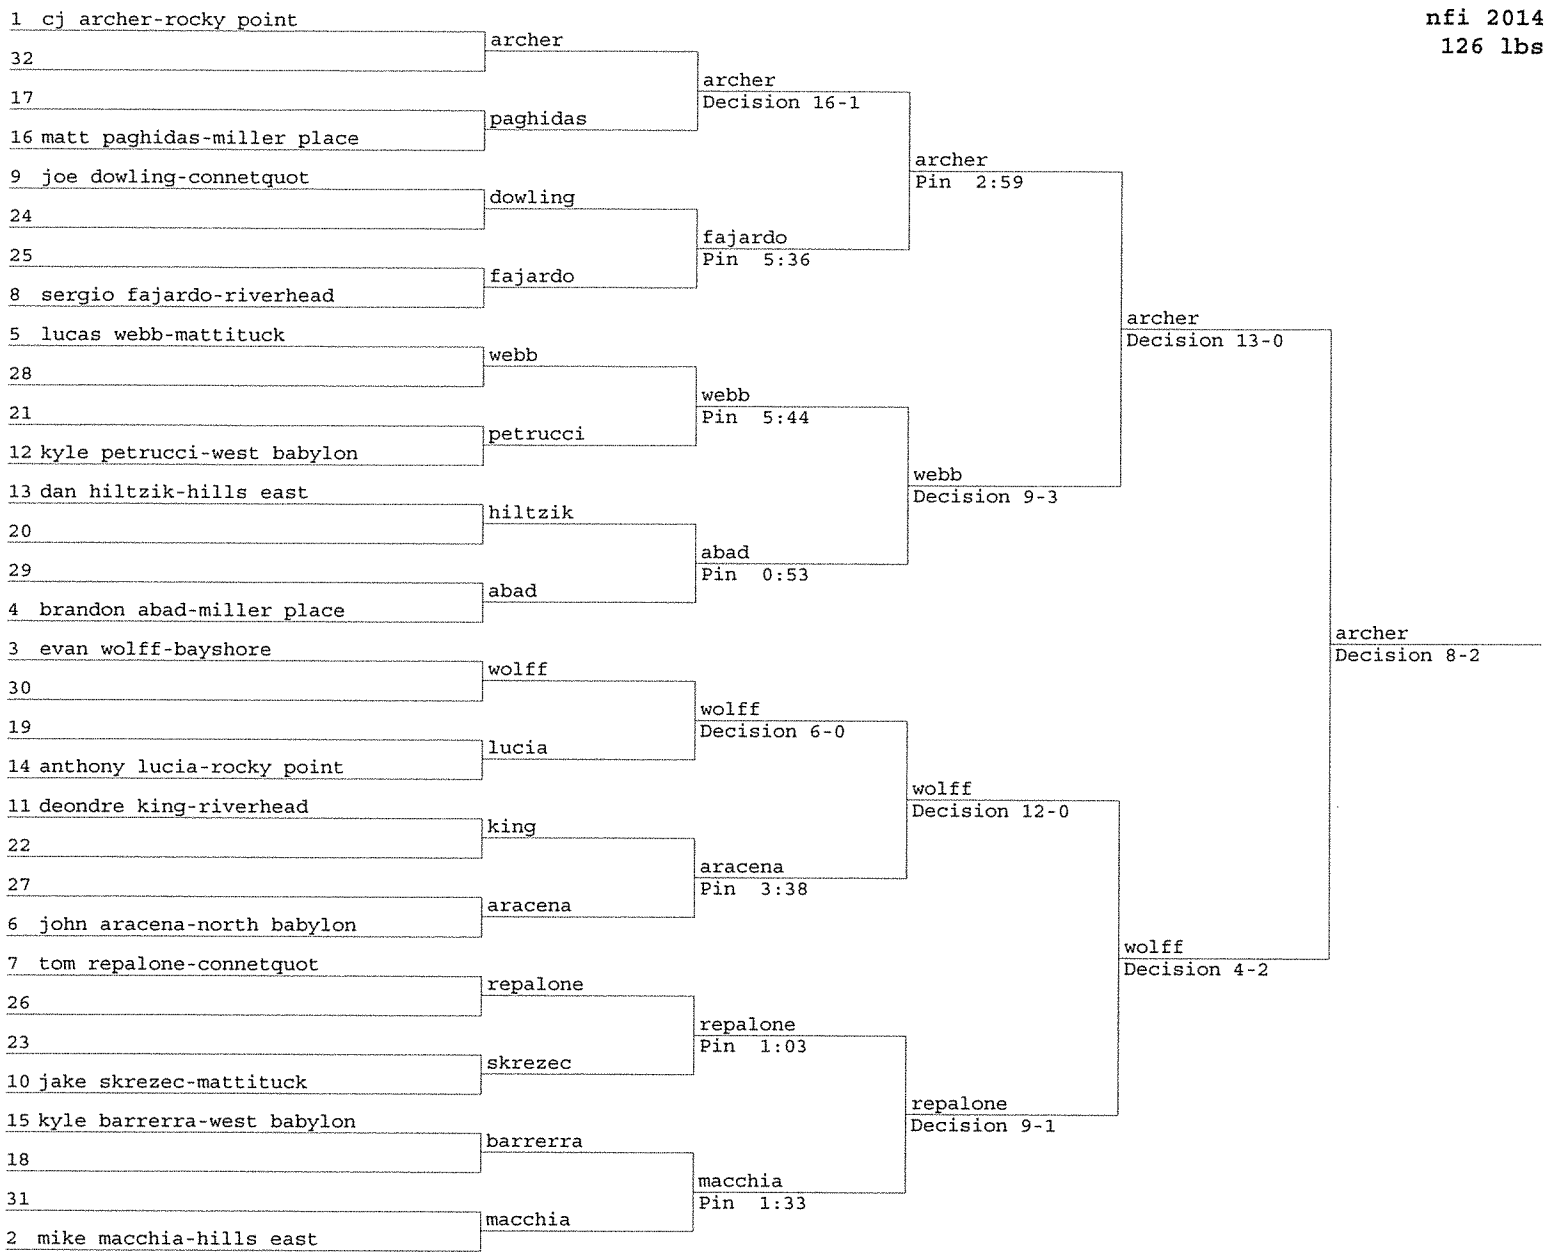 nfi 2014
126 lbs
1 cj archer-rocky point
32
17
16 matt paghidas-miller place
9 joe dowling-connetquot
24
25
8 sergio fajardo-riverhead
5 lucas webb-mattituck
28
21
12 kyle petrucci-west babylon
13 dan hiltzik-hills east
20
29
4 brandon abad-miller place
3 evan wolff-bayshore
30
19
14 anthony lucia-rocky point
11 deondre king-riverhead
22
27
6 john aracena-north babylon
7 tom repalone-connetquot
26
23
10 jake skrezec-mattituck
15 kyle barrerra-west babylon
18
31
2 mike macchia-hills east
archer
paghidas
dowling
fajardo
webb
petrucci
hiltzik
abad
wolff
lucia
king
aracena
repalone
skrezec
barrerra
macchia
archer
Decision 16-1
fajardo
Pin 5:36
webb
Pin 5:44
abad
Pin 0:53
wolff
Decision 6-0
aracena
Pin 3:38
repalone
Pin 1:03
macchia
Pin 1:33
archer
Pin 2:59
webb
Decision 9-3
wolff
Decision 12-0
repalone
Decision 9-1
archer
Decision 13-0
wolff
Decision 4-2
archer
Decision 8-2